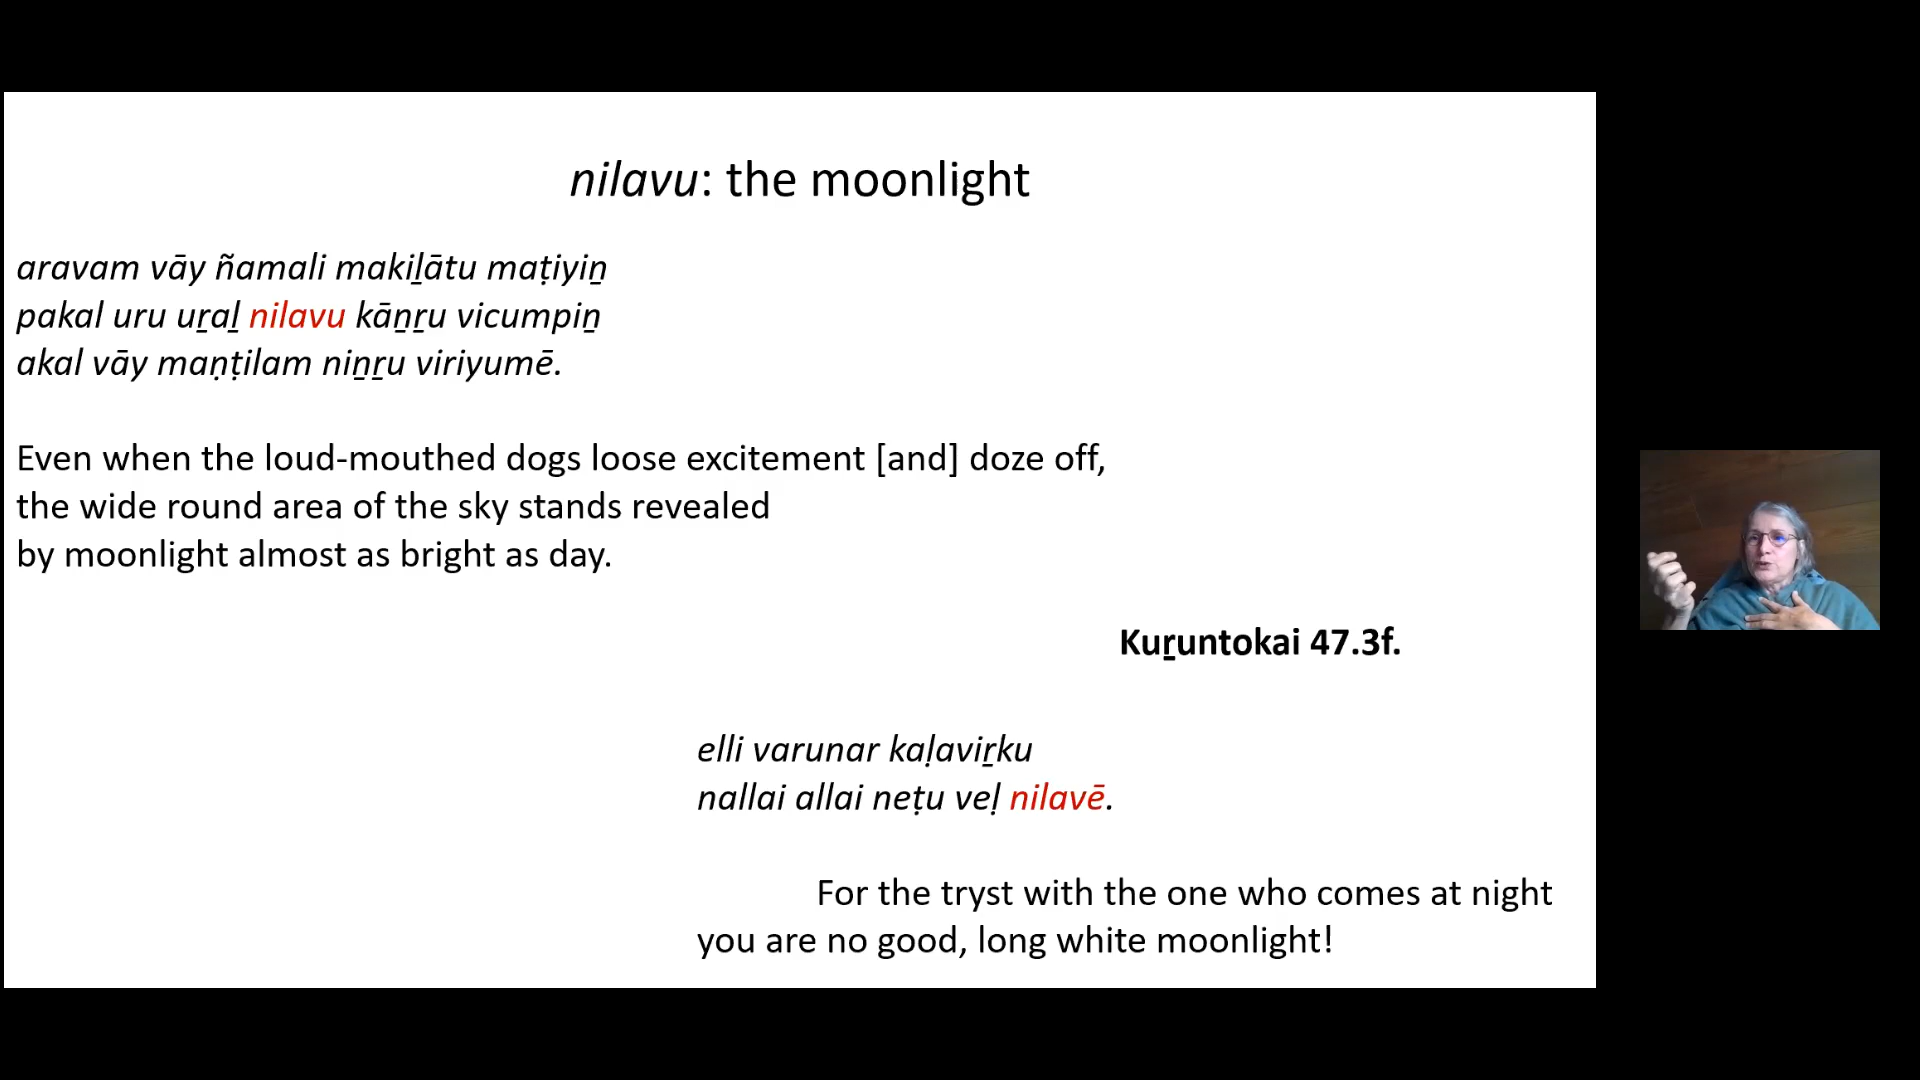 nilavu: the moonlight
aravam vāy ñamali makiḻātu maṭiyiṉ
pakal uru uṟaḻ nilavu kāṉṟu vicumpiṉ
akal vāy maṇṭilam niṉṟu viriyumē.
Even when the loud-mouthed dogs loose excitement [and] doze off,
the wide round area of the sky stands revealed
by moonlight almost as bright as day.
Kuṟuntokai 47.3f.
elli varunar kaḷaviṟku
nallai allai neṭu veḷ nilavē.
For the tryst with the one who comes at night
you are no good, long white moonlight!